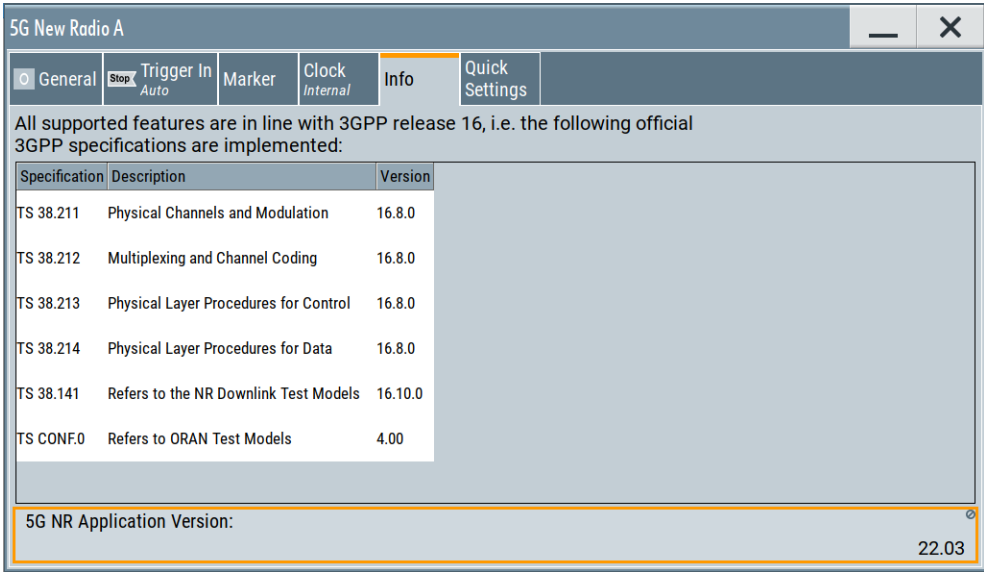 5G New Radio A
O General
Stop Trigger In
Auto
Marker
Clock
Internal
Info
Quick
Settings
All supported features are in line with 3GPP release 16, i.e. the following official
3GPP specifications are implemented:
Specification Description Version
TS 38.211 Physical Channels and Modulation 16.8.0
TS 38.212 Multiplexing and Channel Coding 16.8.0
TS 38.213 Physical Layer Procedures for Control 16.8.0
TS 38.214 Physical Layer Procedures for Data 16.8.0
TS 38.141 Refers to the NR Downlink Test Models 16.10.0
TS CONF.0 Refers to ORAN Test Models 4.00
5G NR Application Version:
22.03